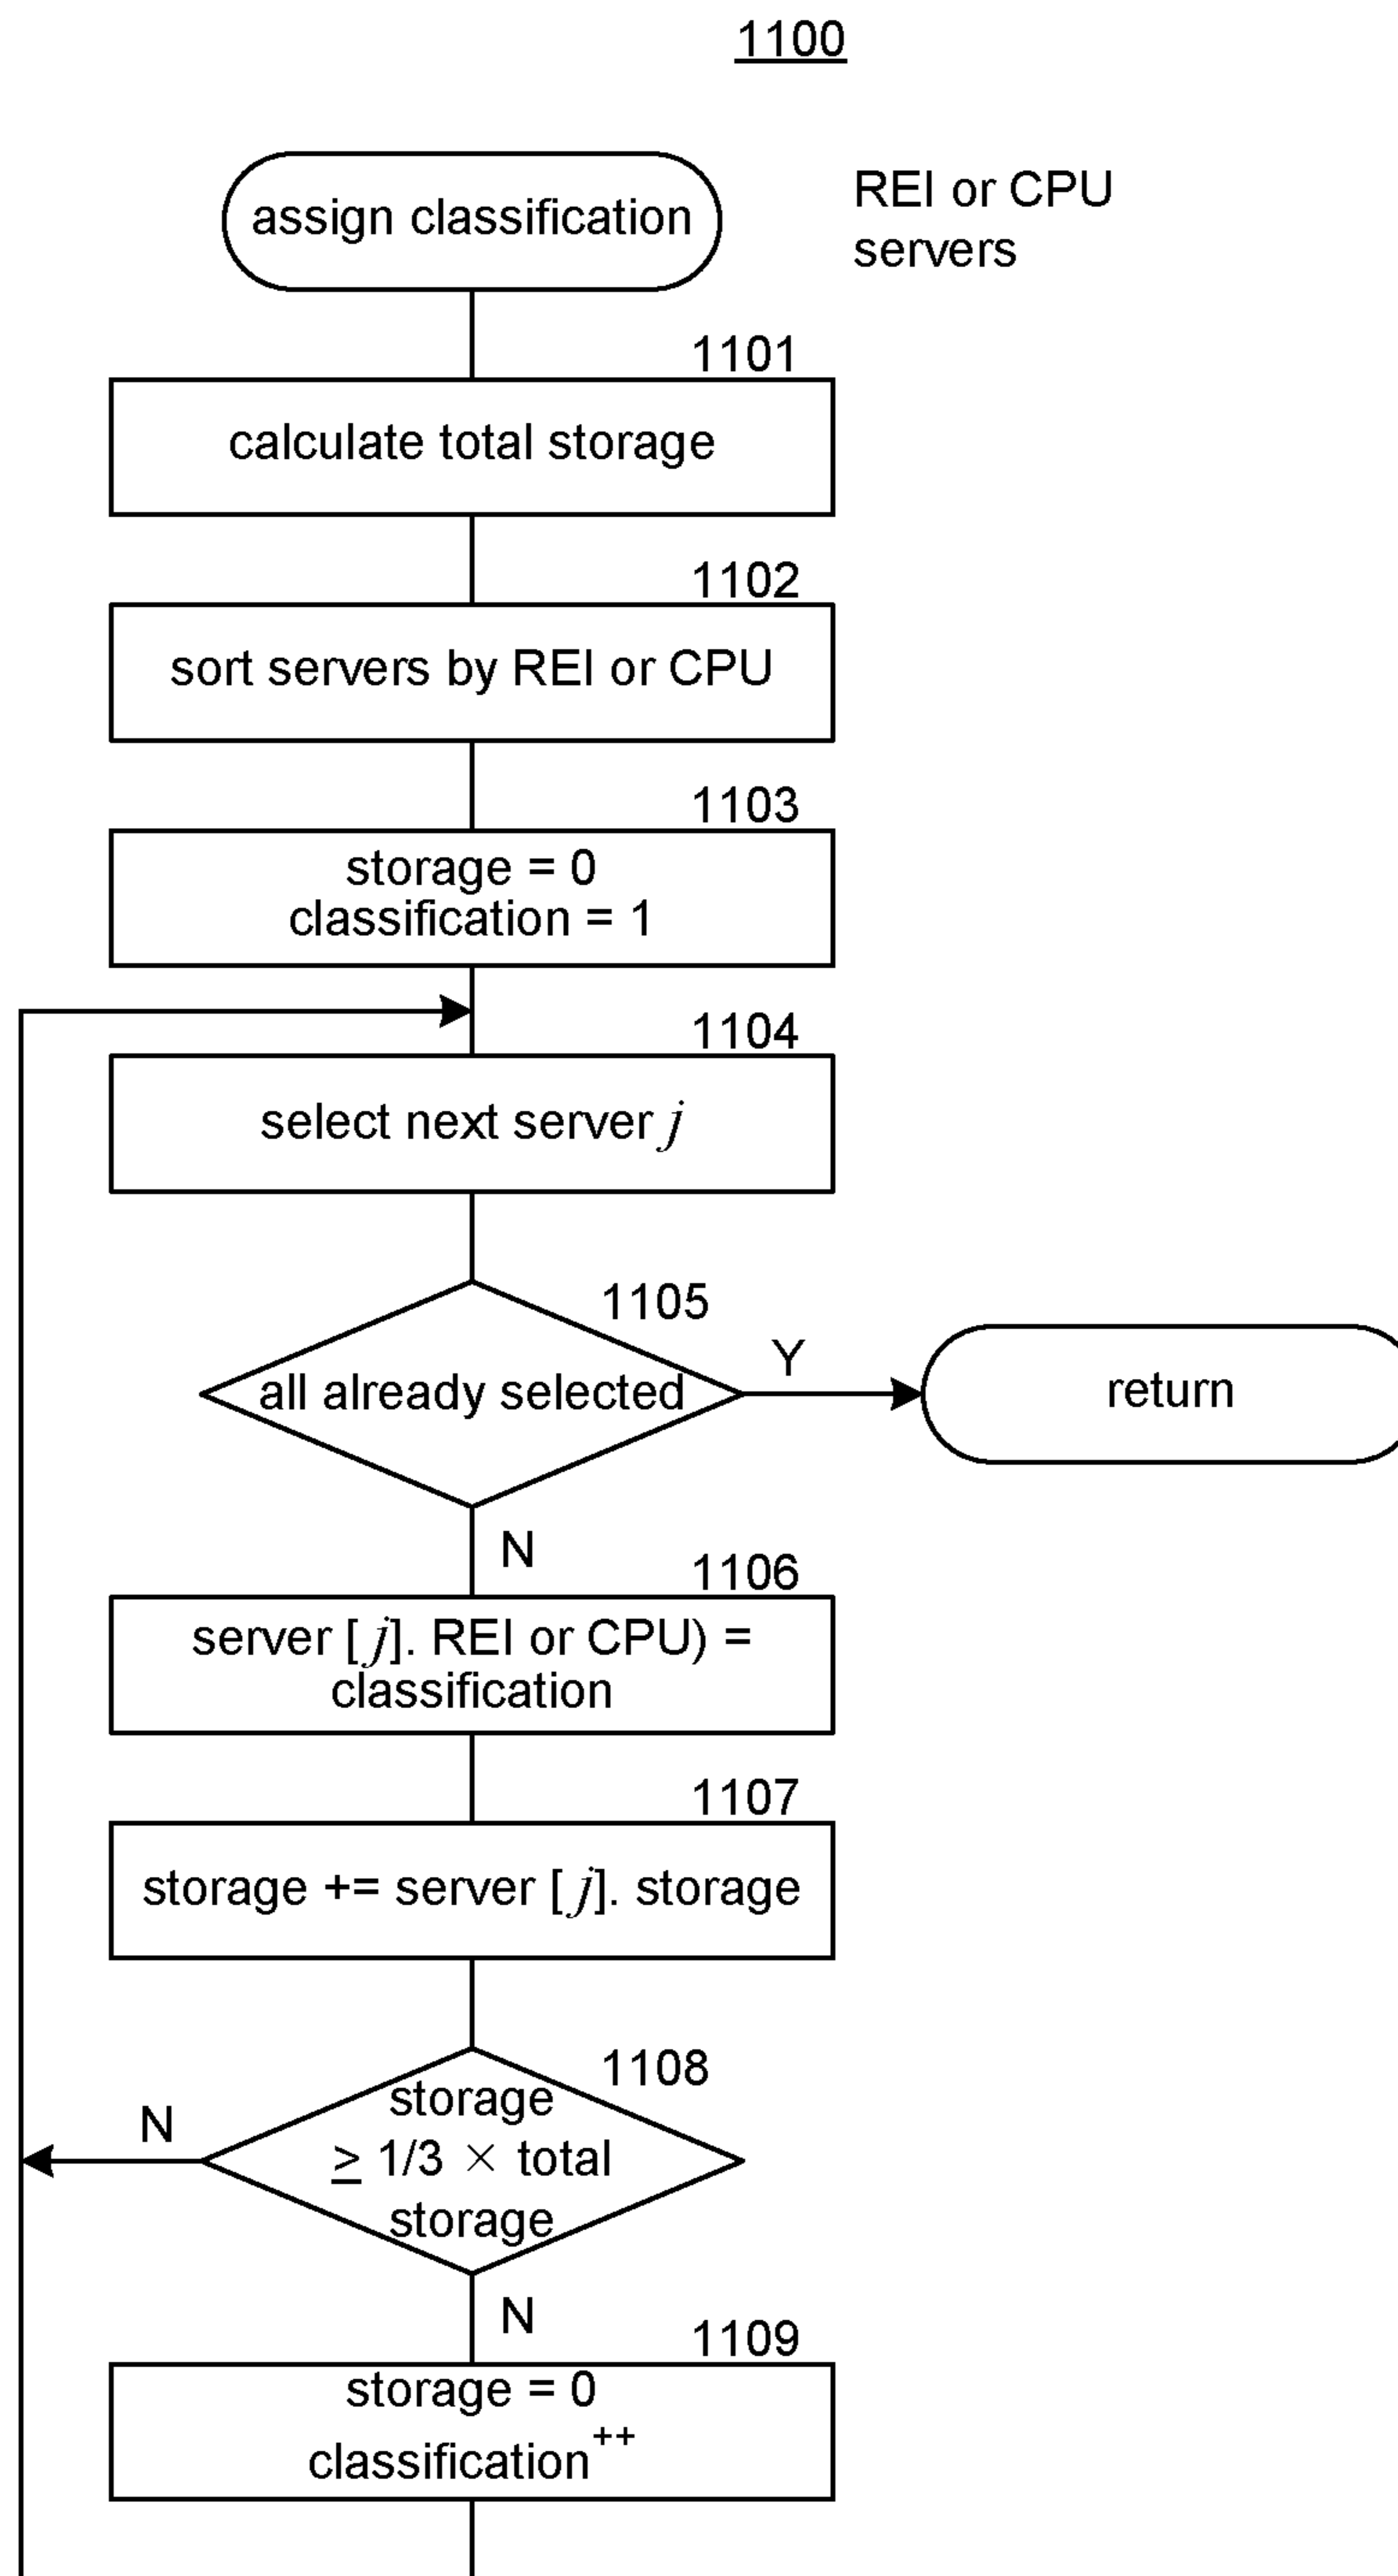 1100
assign classification
REI or CPU
servers
1101
calculate total storage
1102
sort servers by REI or CPU
1103
storage = 0
classification = 1
1104
select next server j
1105
all already selected
Y
return
N
1106
server [j]. REI or CPU) =
classification
1107
storage += server [j]. storage
1108
storage
≥ 1/3 × total
storage
N
N
1109
storage = 0
classification++